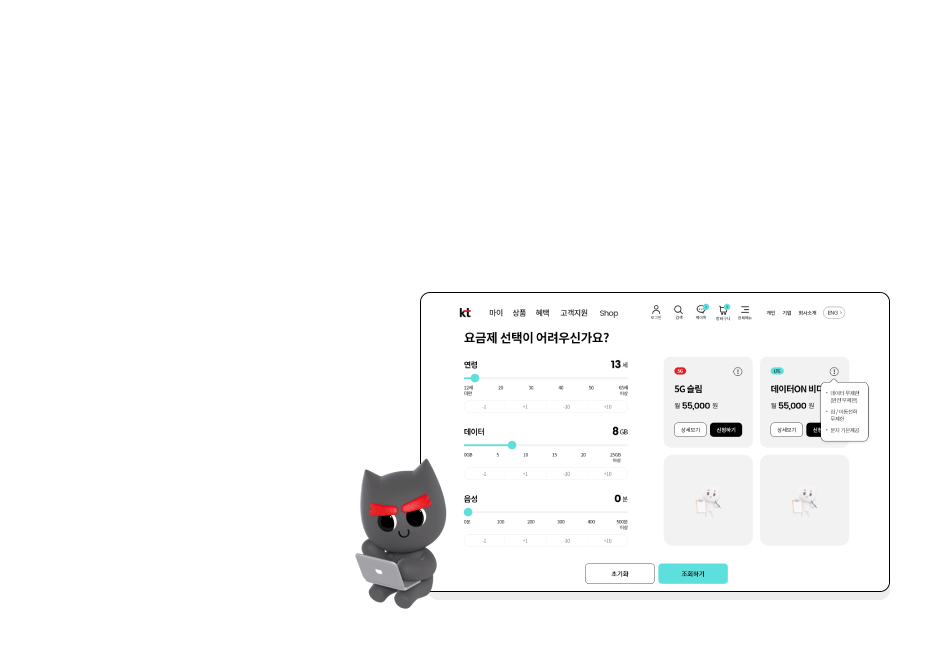 kt 마이 상품 혜택 고객지원 Shop 로그인 검색 장바구니 전체메뉴 개인 기업 회사소개 ENG
요금제 선택이 어려우신가요?
연령 13 세
12세 미만 20 30 40 50 65세 이상
-1 +1 -10 +10
데이터 8 GB
0GB 5 10 15 20 25GB 이상
-1 +1 -10 +10
음성 0 분
0분 100 200 300 400 500분 이상
-1 +1 -10 +10
5G
5G 슬림
월 55,000 원
상세보기 신청하기
LTE
데이터ON 비디
월 55,000 원
상세보기 신청
데이터 무제한
(완전 무제한)
집/이동전화
무제한
문자 기본제공
초기화 조회하기